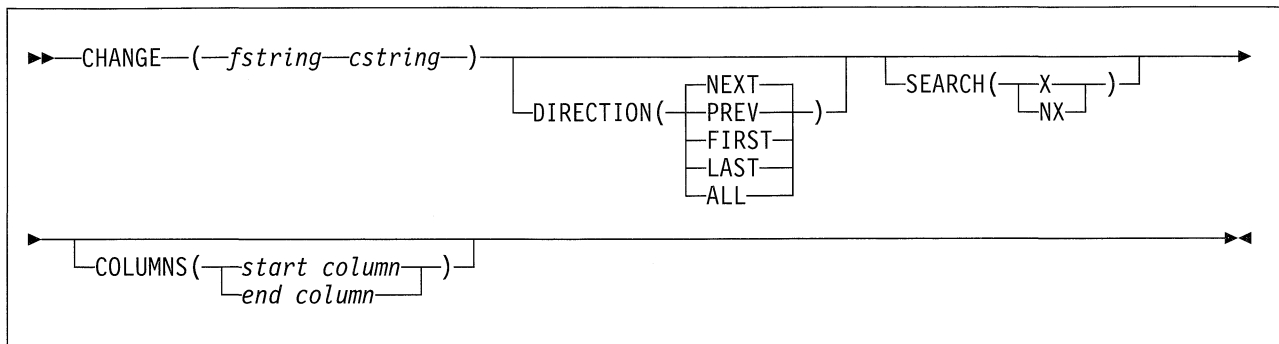 CHANGE ( fstring cstring )
DIRECTION( NEXT )
PREV
FIRST
LAST
ALL
SEARCH( X )
NX
COLUMNS( start column )
end column